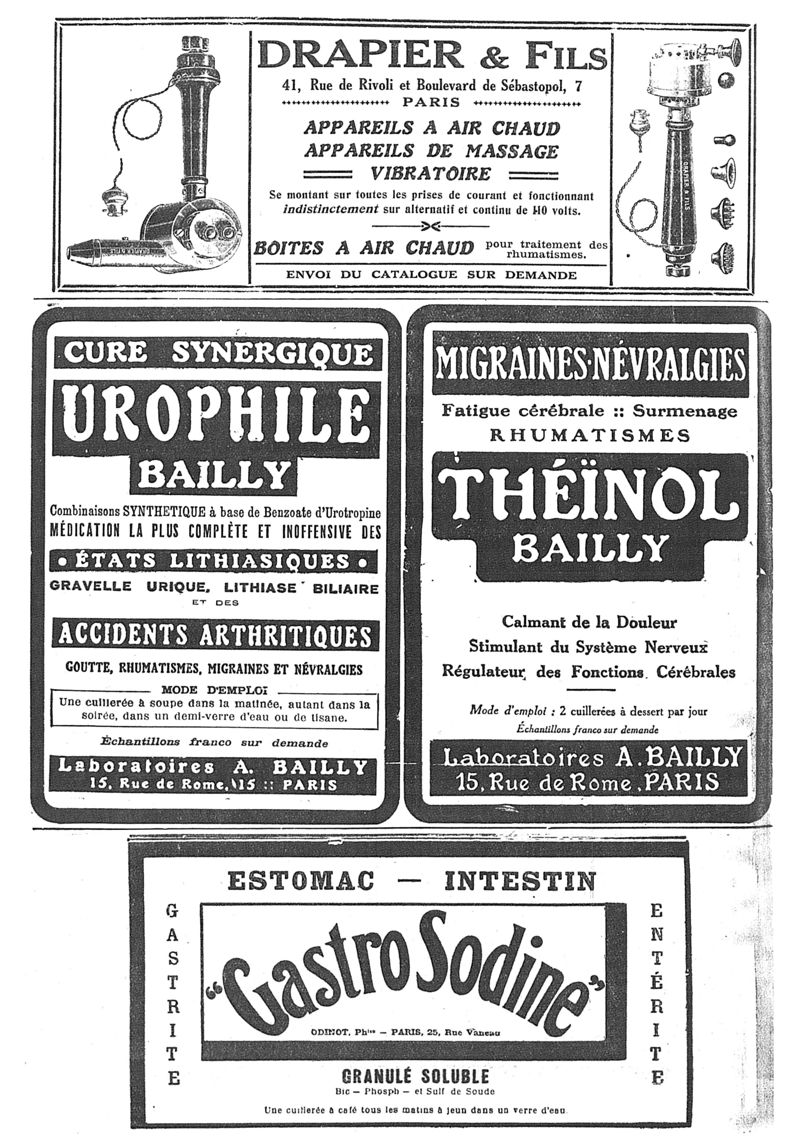 DRAPIER & FILS
41, Rue de Rivoli et Boulevard de Sébastopol, 7
PARIS
APPAREILS A AIR CHAUD
APPAREILS DE MASSAGE
VIBRATOIRE
Se montant sur toutes les prises de courant et fonctionnant
indistinctement sur alternatif et continu de 110 volts.
BOITES A AIR CHAUD pour traitement des
rhumatismes.
ENVOI DU CATALOGUE SUR DEMANDE
DRAPIER & FILS
CURE SYNERGIQUE
UROPHILE
BAILLY
Combinaisons SYNTHETIQUE à base de Benzoate d'Urotropine
MÉDICATION LA PLUS COMPLÈTE ET INOFFENSIVE DES
• ÉTATS LITHIASIQUES •
GRAVELLE URIQUE, LITHIASE BILIAIRE
ET DES
ACCIDENTS ARTHRITIQUES
GOUTTE, RHUMATISMES, MIGRAINES ET NÉVRALGIES
MODE D'EMPLOI
Une cuillerée à soupe dans la matinée, autant dans la
soirée, dans un demi-verre d'eau ou de tisane.
Échantillons franco sur demande
Laboratoires A. BAILLY
15, Rue de Rome, 15 :: PARIS
MIGRAINES-NÉVRALGIES
Fatigue cérébrale :: Surmenage
RHUMATISMES
THÉÏNOL
BAILLY
Calmant de la Douleur
Stimulant du Système Nerveux
Régulateur des Fonctions Cérébrales
Mode d'emploi : 2 cuillerées à dessert par jour
Échantillons franco sur demande
Laboratoires A. BAILLY
15, Rue de Rome, PARIS
ESTOMAC — INTESTIN
GASTRITE
"Gastro Sodine"
ODINOT, Phien — PARIS, 25, Rue Vaneau
ENTÉRITE
GRANULÉ SOLUBLE
Bic — Phosph — et Sulf de Soude
Une cuillerée à café tous les matins à jeun dans un verre d'eau.